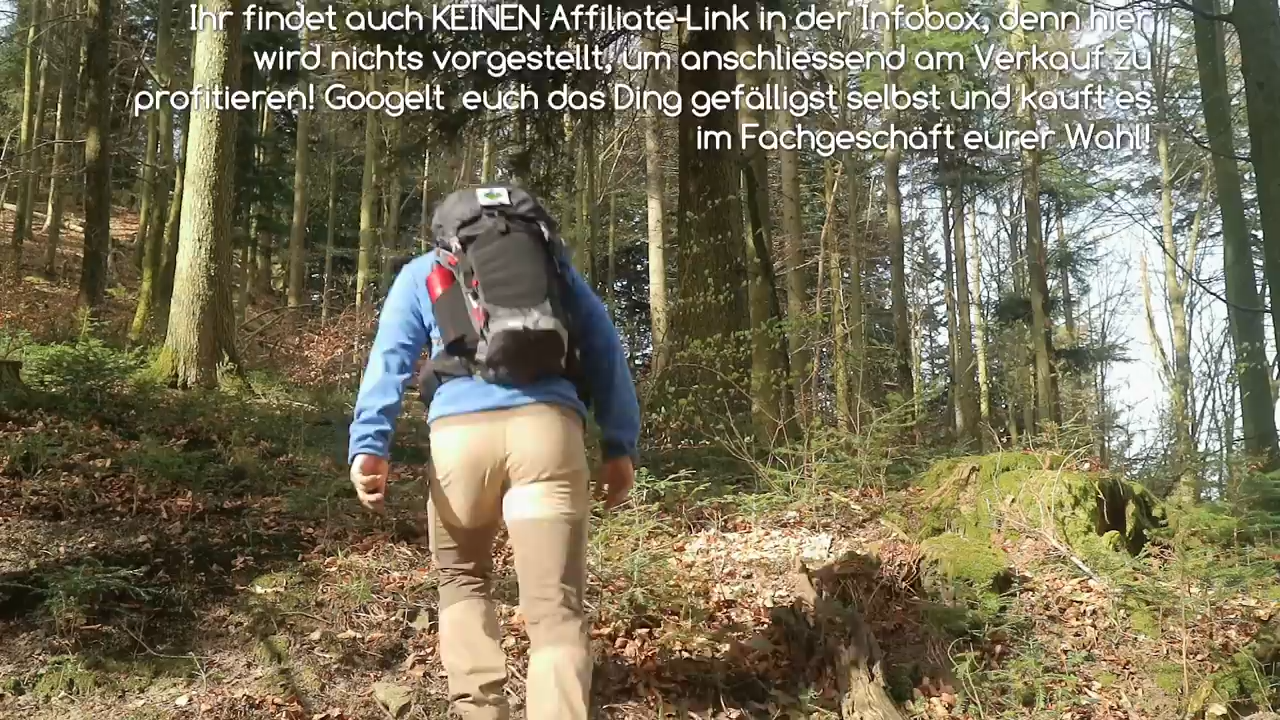 Ihr findet auch KEINEN Affiliate-Link in der Infobox, denn hier
wird nichts vorgestellt, um anschliessend am Verkauf zu
profitieren! Googelt euch das Ding gefälligst selbst und kauft es
im Fachgeschäft eurer Wahl!